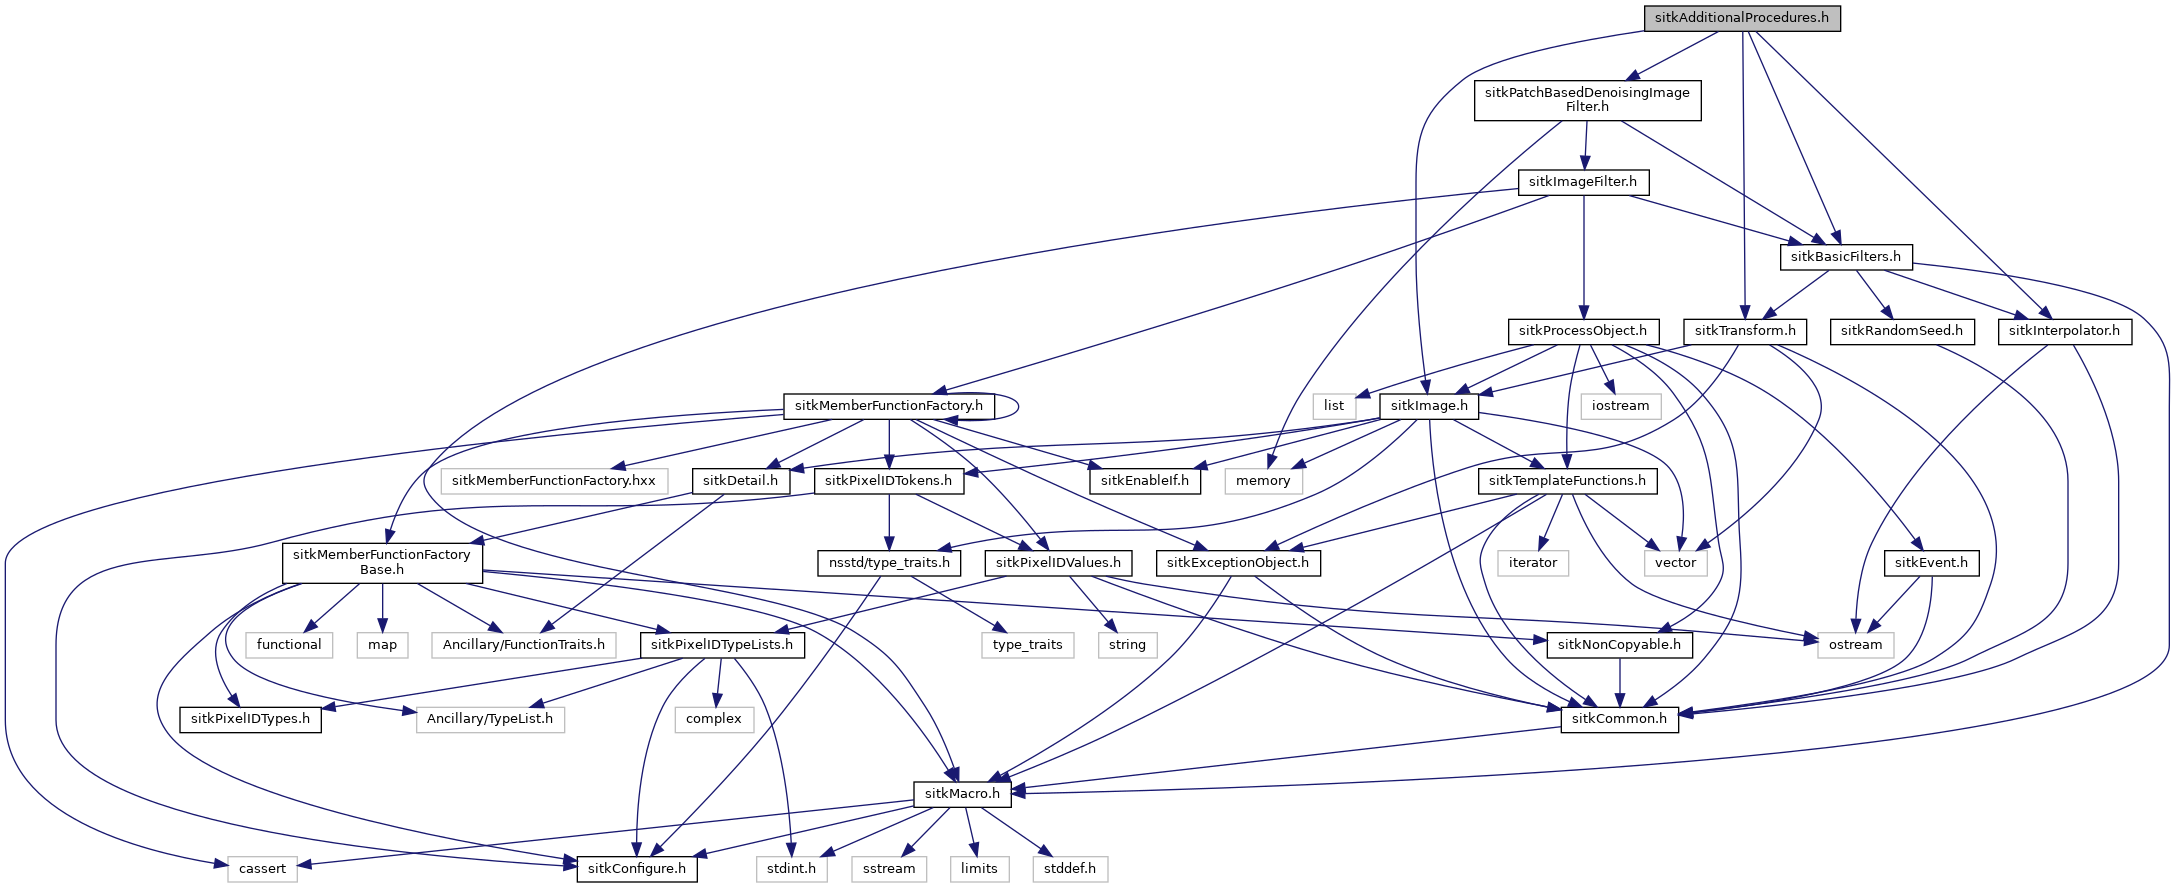 sitkAdditionalProcedures.h
sitkPatchBasedDenoisingImage
Filter.h
sitkImageFilter.h
sitkBasicFilters.h
sitkProcessObject.h
sitkTransform.h
sitkRandomSeed.h
sitkInterpolator.h
sitkMemberFunctionFactory.h
list
sitkImage.h
iostream
sitkMemberFunctionFactory.hxx
sitkDetail.h
sitkPixelIDTokens.h
sitkEnableIf.h
memory
sitkTemplateFunctions.h
sitkMemberFunctionFactory
Base.h
nsstd/type_traits.h
sitkPixelIDValues.h
sitkExceptionObject.h
iterator
vector
sitkEvent.h
functional
map
Ancillary/FunctionTraits.h
sitkPixelIDTypeLists.h
type_traits
string
sitkNonCopyable.h
ostream
sitkPixelIDTypes.h
Ancillary/TypeList.h
complex
sitkCommon.h
sitkMacro.h
cassert
sitkConfigure.h
stdint.h
sstream
limits
stddef.h